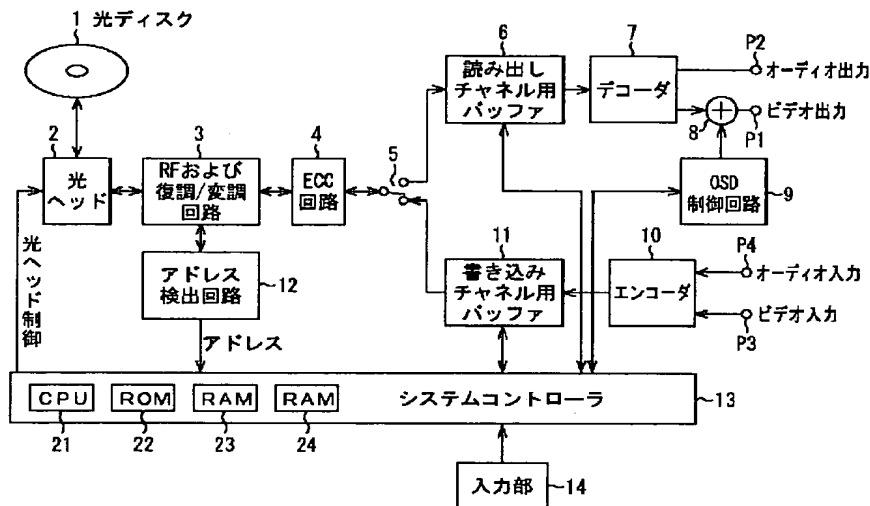 1 光ディスク
2
光
ヘッド
3
RFおよび
復調/変調
回路
4
ECC
回路
5
6
読み出し
チャネル用
バッファ
7
デコーダ
P2
オーディオ出力
8
ビデオ出力
P1
OSD
制御回路
9
10
エンコーダ
P4
オーディオ入力
ビデオ入力
P3
11
書き込み
チャネル用
バッファ
アドレス
検出回路
12
アドレス
光ヘッド制御
CPU
ROM
RAM
RAM
システムコントローラ
13
21
22
23
24
入力部
14